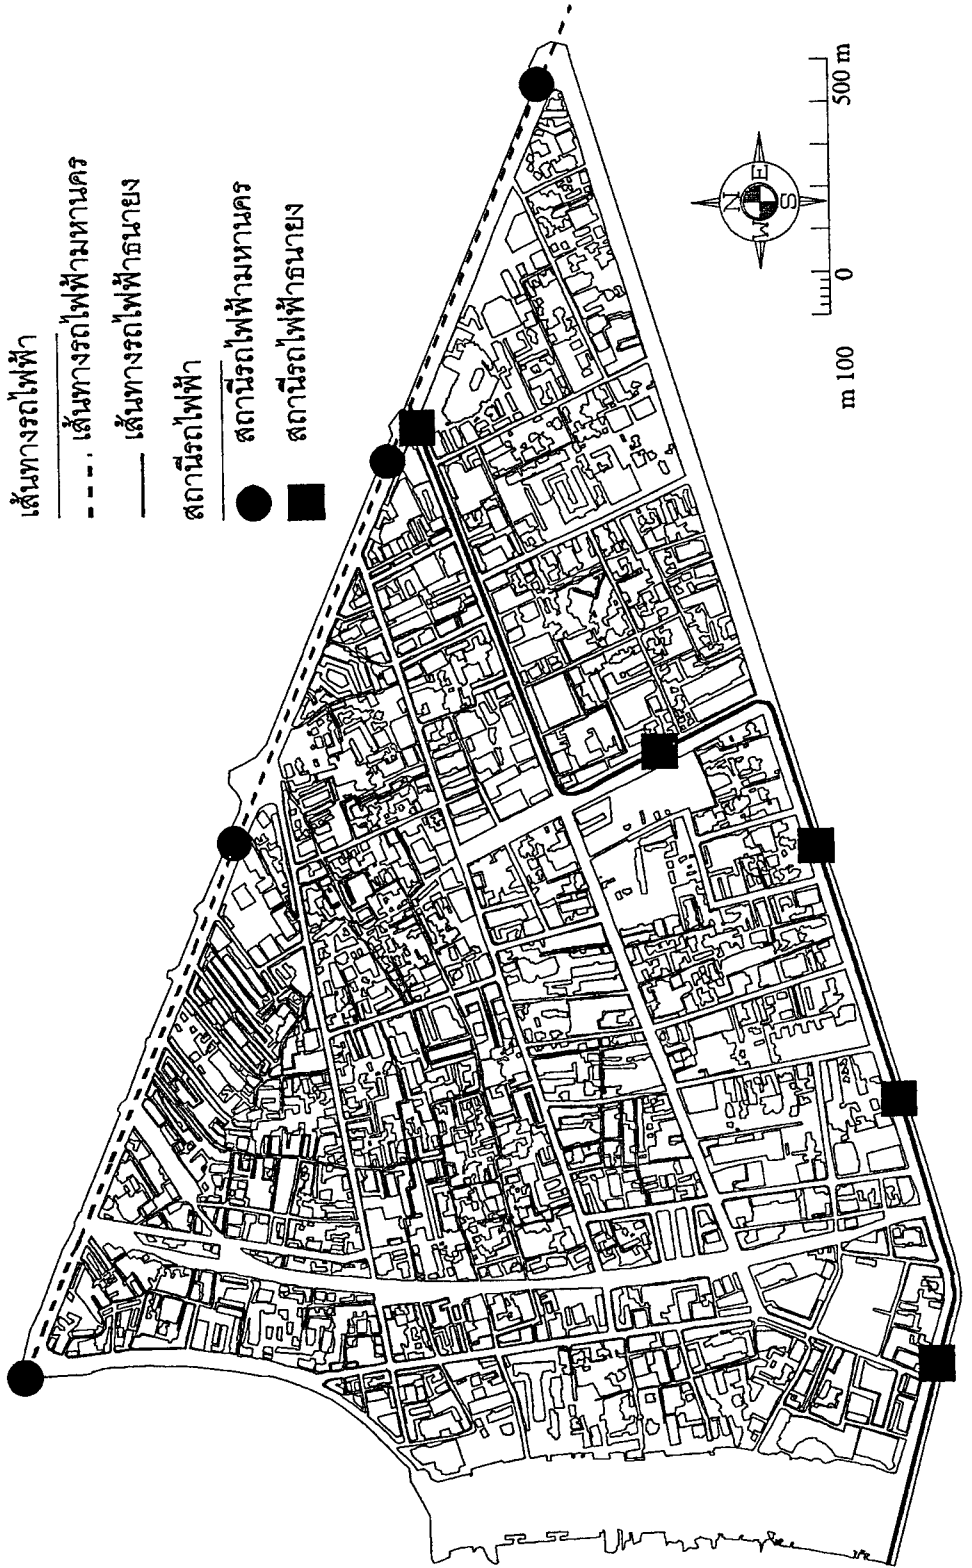 เส้นทางรถไฟฟ้า
เส้นทางรถไฟฟ้ามหานคร
เส้นทางรถไฟฟ้าธนายง
สถานีรถไฟฟ้า
สถานีรถไฟฟ้ามหานคร
สถานีรถไฟฟ้าธนายง
N
W E
S
m 100 0 500 m